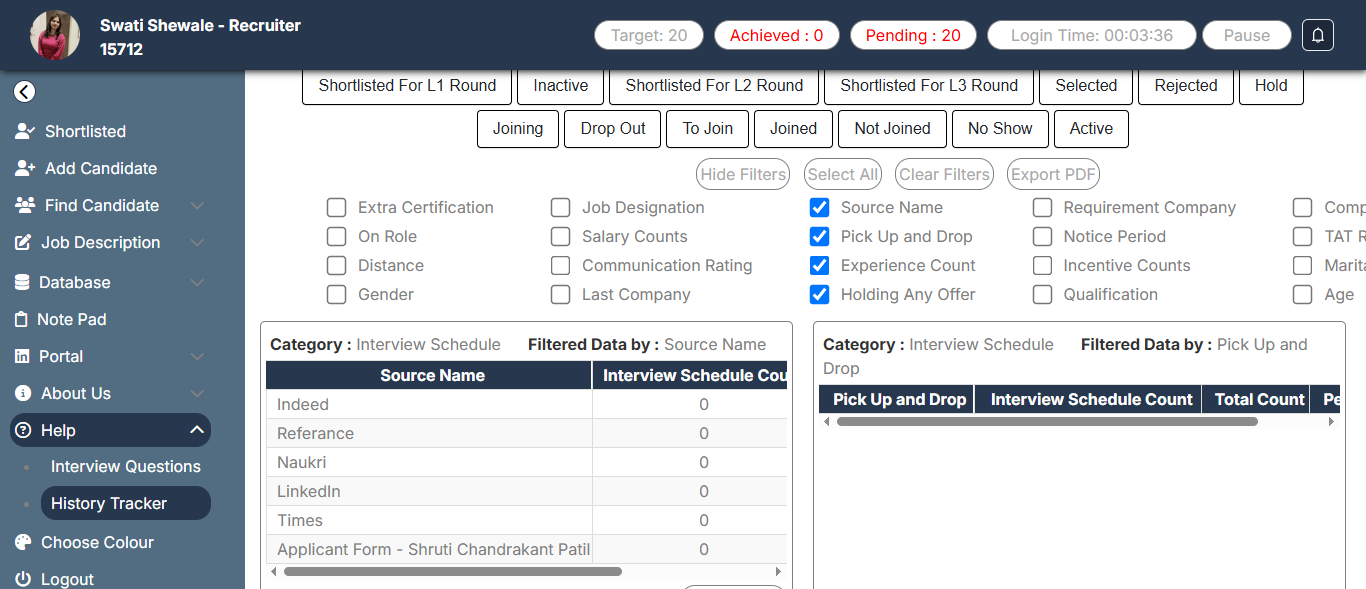 Swati Shewale - Recruiter
15712
Target: 20
Achieved : 0
Pending : 20
Login Time: 00:03:36
Pause
Shortlisted
Add Candidate
Find Candidate
Job Description
Database
Note Pad
Portal
About Us
Help
Interview Questions
History Tracker
Choose Colour
Logout
Shortlisted For L1 Round
Inactive
Shortlisted For L2 Round
Shortlisted For L3 Round
Selected
Rejected
Hold
Joining
Drop Out
To Join
Joined
Not Joined
No Show
Active
Hide Filters
Select All
Clear Filters
Export PDF
Extra Certification
Job Designation
Source Name
Requirement Company
Comp
On Role
Salary Counts
Pick Up and Drop
Notice Period
TAT R
Distance
Communication Rating
Experience Count
Incentive Counts
Marita
Gender
Last Company
Holding Any Offer
Qualification
Age
Category : Interview Schedule Filtered Data by : Source Name
Source Name Interview Schedule Cou
Indeed 0
Referance 0
Naukri 0
LinkedIn 0
Times 0
Applicant Form - Shruti Chandrakant Patil 0
Category : Interview Schedule Filtered Data by : Pick Up and
Drop
Pick Up and Drop Interview Schedule Count Total Count Pe